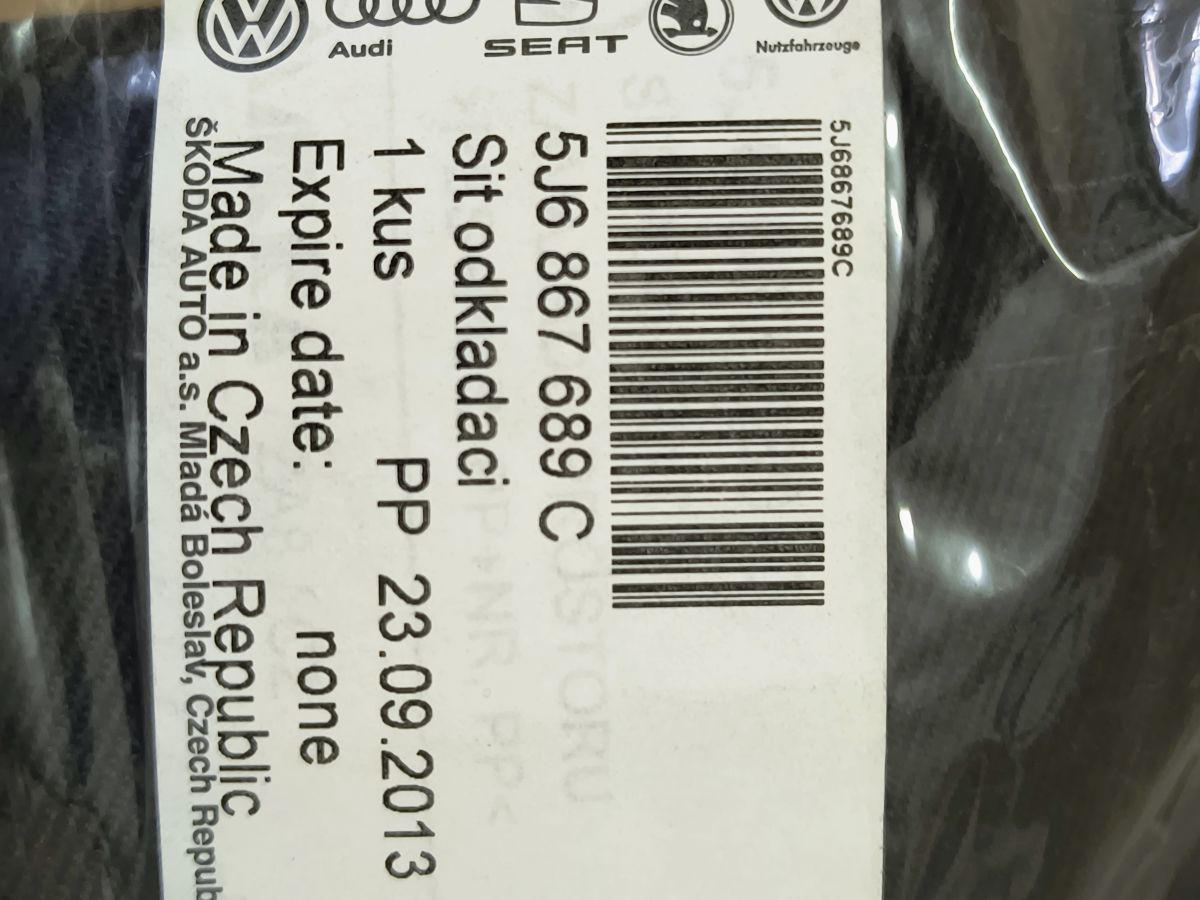 Audi
SEAT
Nutzfahrzeuge
5J6867689C
5J6 867 689 C
Sit odkladaci
1 kus PP 23.09.2013
Expire date: none
Made in Czech Republic
ŠKODA AUTO a.s. Mladá Boleslav, Czech Repub